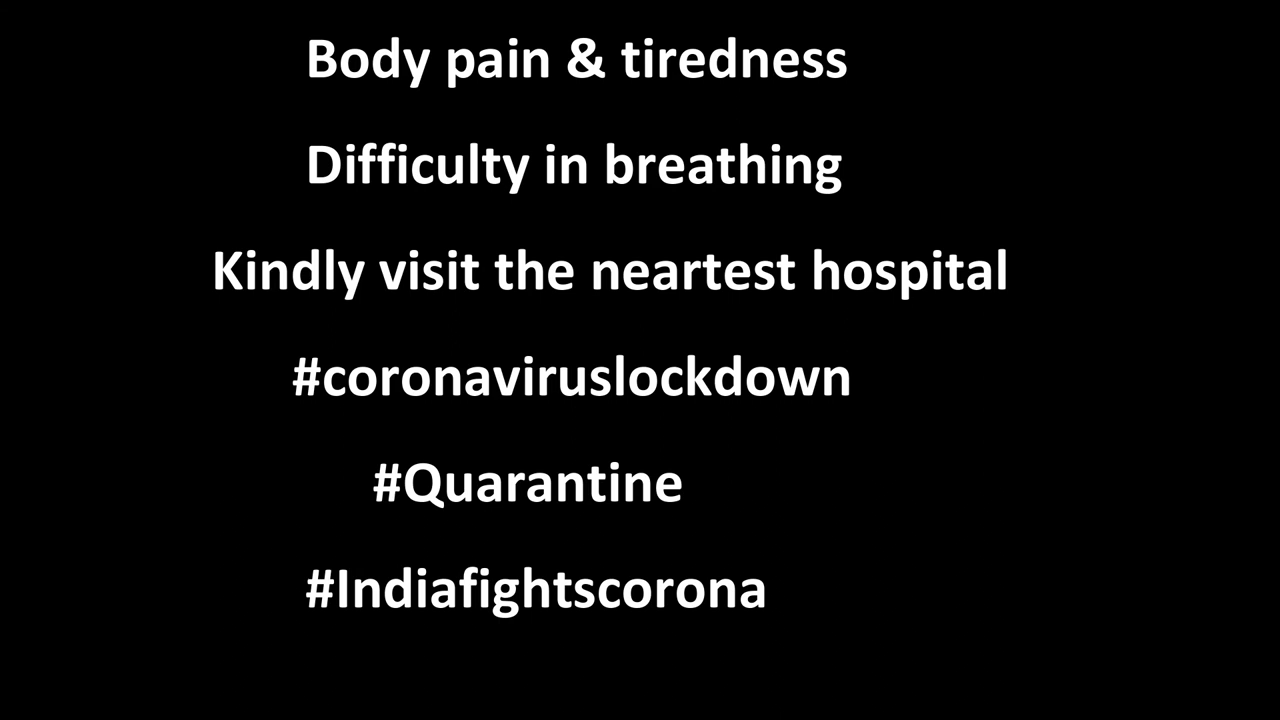 Body pain & tiredness
Difficulty in breathing
Kindly visit the neartest hospital
#coronaviruslockdown
#Quarantine
#Indiafightscorona